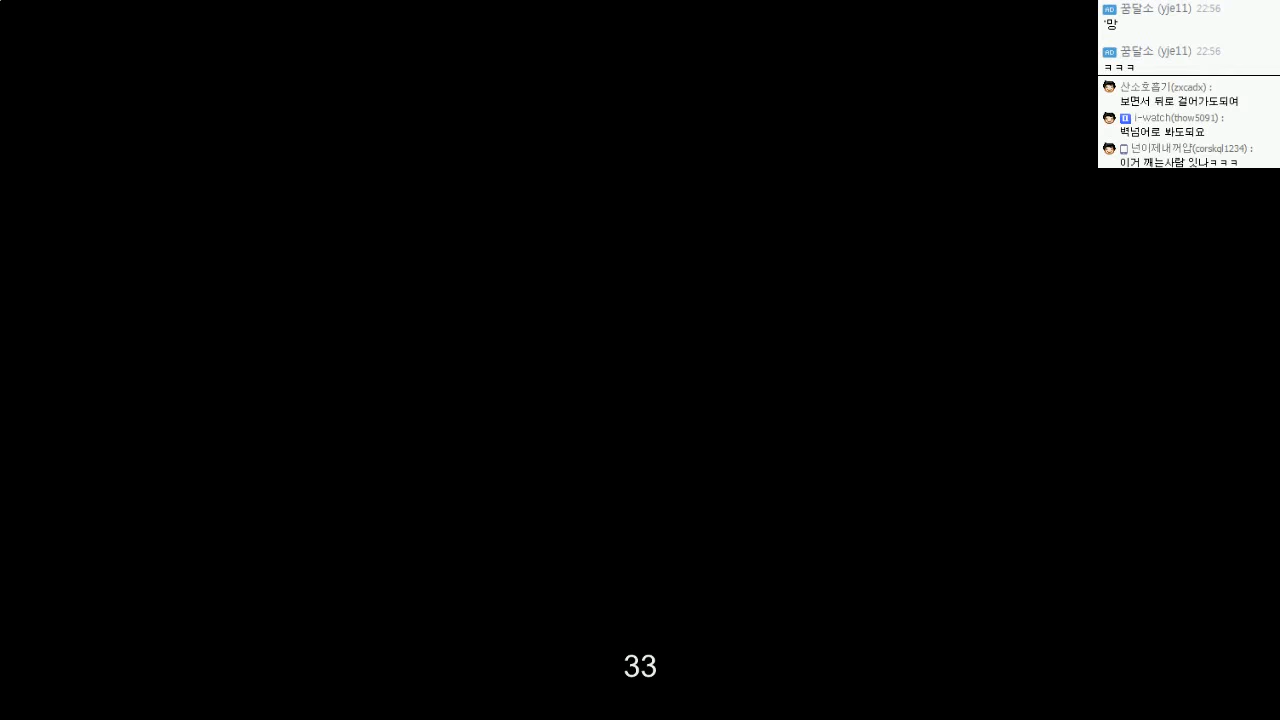 AD 꿈달소 (yje11) 22:56
'망
AD 꿈달소 (yje11) 22:56
ㅋㅋㅋ
산소호흡기(zxcadx) :
보면서 뒤로 걸어가도되여
i-watch(thow5091) :
벽넘어로 봐도되요
넌이제내꺼얍(corskql1234) :
이거 깨는사람 잇나ㅋㅋㅋ
33